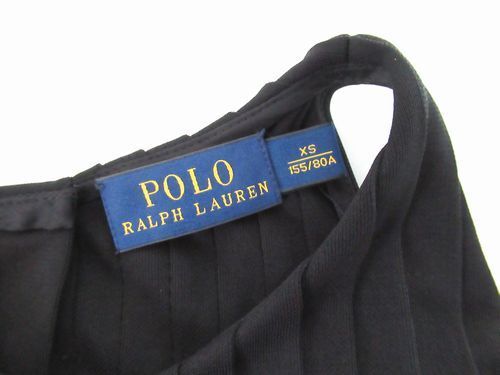 POLO
RALPH LAUREN
XS
155/80A